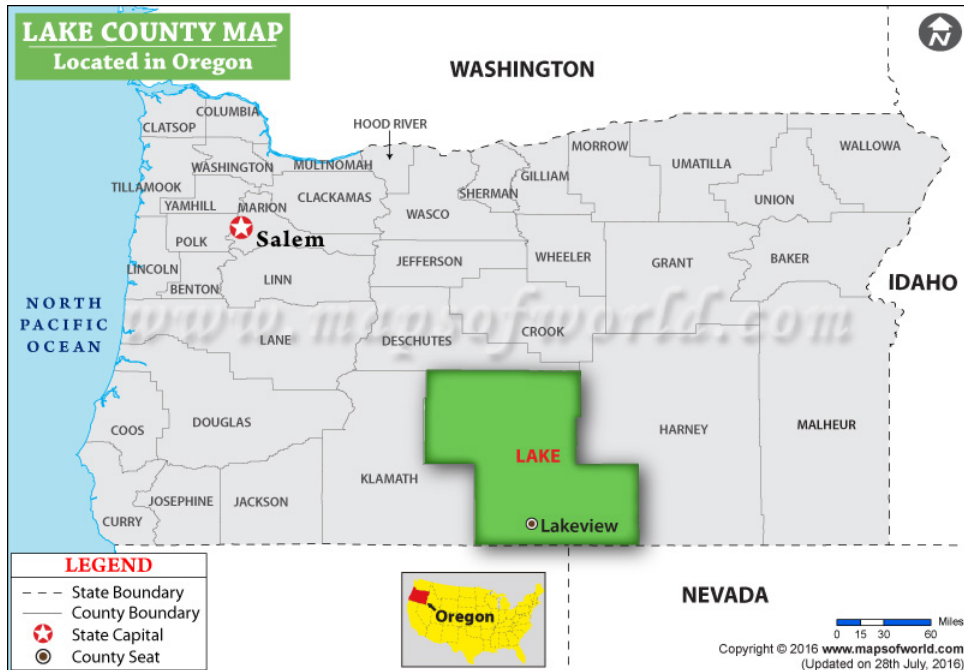 LAKE COUNTY MAP
Located in Oregon
N
WASHINGTON
COLUMBIA
CLATSOP
HOOD RIVER
MORROW
WALLOWA
UMATILLA
WASHINGTON
MULTNOMAH
GILLIAM
SHERMAN
TILLAMOOK
CLACKAMAS
UNION
YAMHILL
MARION
WASCO
POLK
Salem
JEFFERSON
WHEELER
GRANT
BAKER
LINCOLN
LINN
BENTON
IDAHO
NORTH
PACIFIC
OCEAN
www.mapsofworld.com
CROOK
LANE
DESCHUTES
DOUGLAS
COOS
HARNEY
MALHEUR
LAKE
KLAMATH
JOSEPHINE
JACKSON
CURRY
Lakeview
LEGEND
State Boundary
County Boundary
State Capital
County Seat
Oregon
NEVADA
Miles
0 15 30 60
Copyright © 2016 www.mapsofworld.com
(Updated on 28th July, 2016)